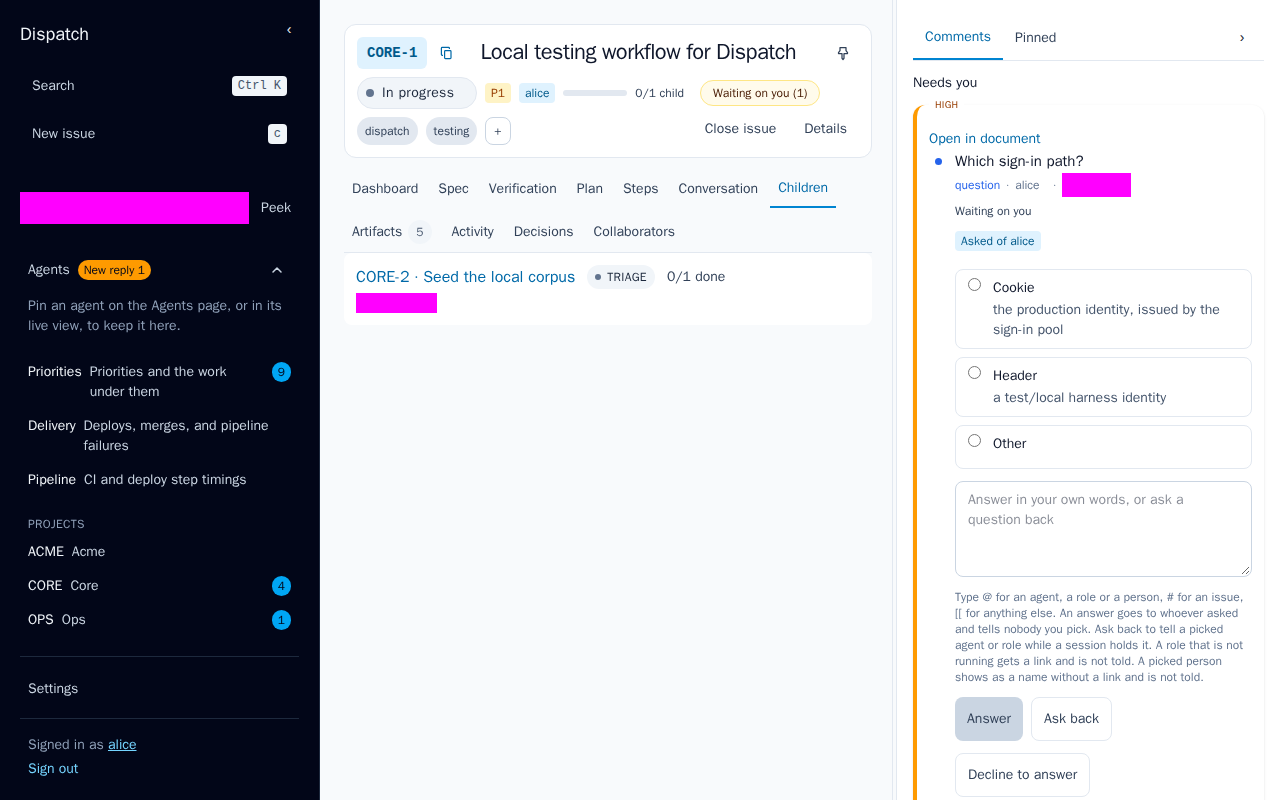 Dispatch
‹
Search
Ctrl K
New issue
C
Peek
Agents
New reply 1
Pin an agent on the Agents page, or in its
live view, to keep it here.
Priorities
Priorities and the work
under them
9
Delivery
Deploys, merges, and pipeline
failures
Pipeline
CI and deploy step timings
PROJECTS
ACME Acme
CORE Core
4
OPS Ops
1
Settings
Signed in as alice
Sign out
CORE-1
Local testing workflow for Dispatch
In progress
P1
alice
0/1 child
Waiting on you (1)
dispatch
testing
+
Close issue
Details
Dashboard
Spec
Verification
Plan
Steps
Conversation
Children
Artifacts 5
Activity
Decisions
Collaborators
CORE-2 · Seed the local corpus
TRIAGE
0/1 done
Comments
Pinned
›
Needs you
HIGH
Open in document
Which sign-in path?
question · alice ·
Waiting on you
Asked of alice
Cookie
the production identity, issued by the
sign-in pool
Header
a test/local harness identity
Other
Answer in your own words, or ask a
question back
Type @ for an agent, a role or a person, # for an issue,
[[ for anything else. An answer goes to whoever asked
and tells nobody you pick. Ask back to tell a picked
agent or role while a session holds it. A role that is not
running gets a link and is not told. A picked person
shows as a name without a link and is not told.
Answer
Ask back
Decline to answer